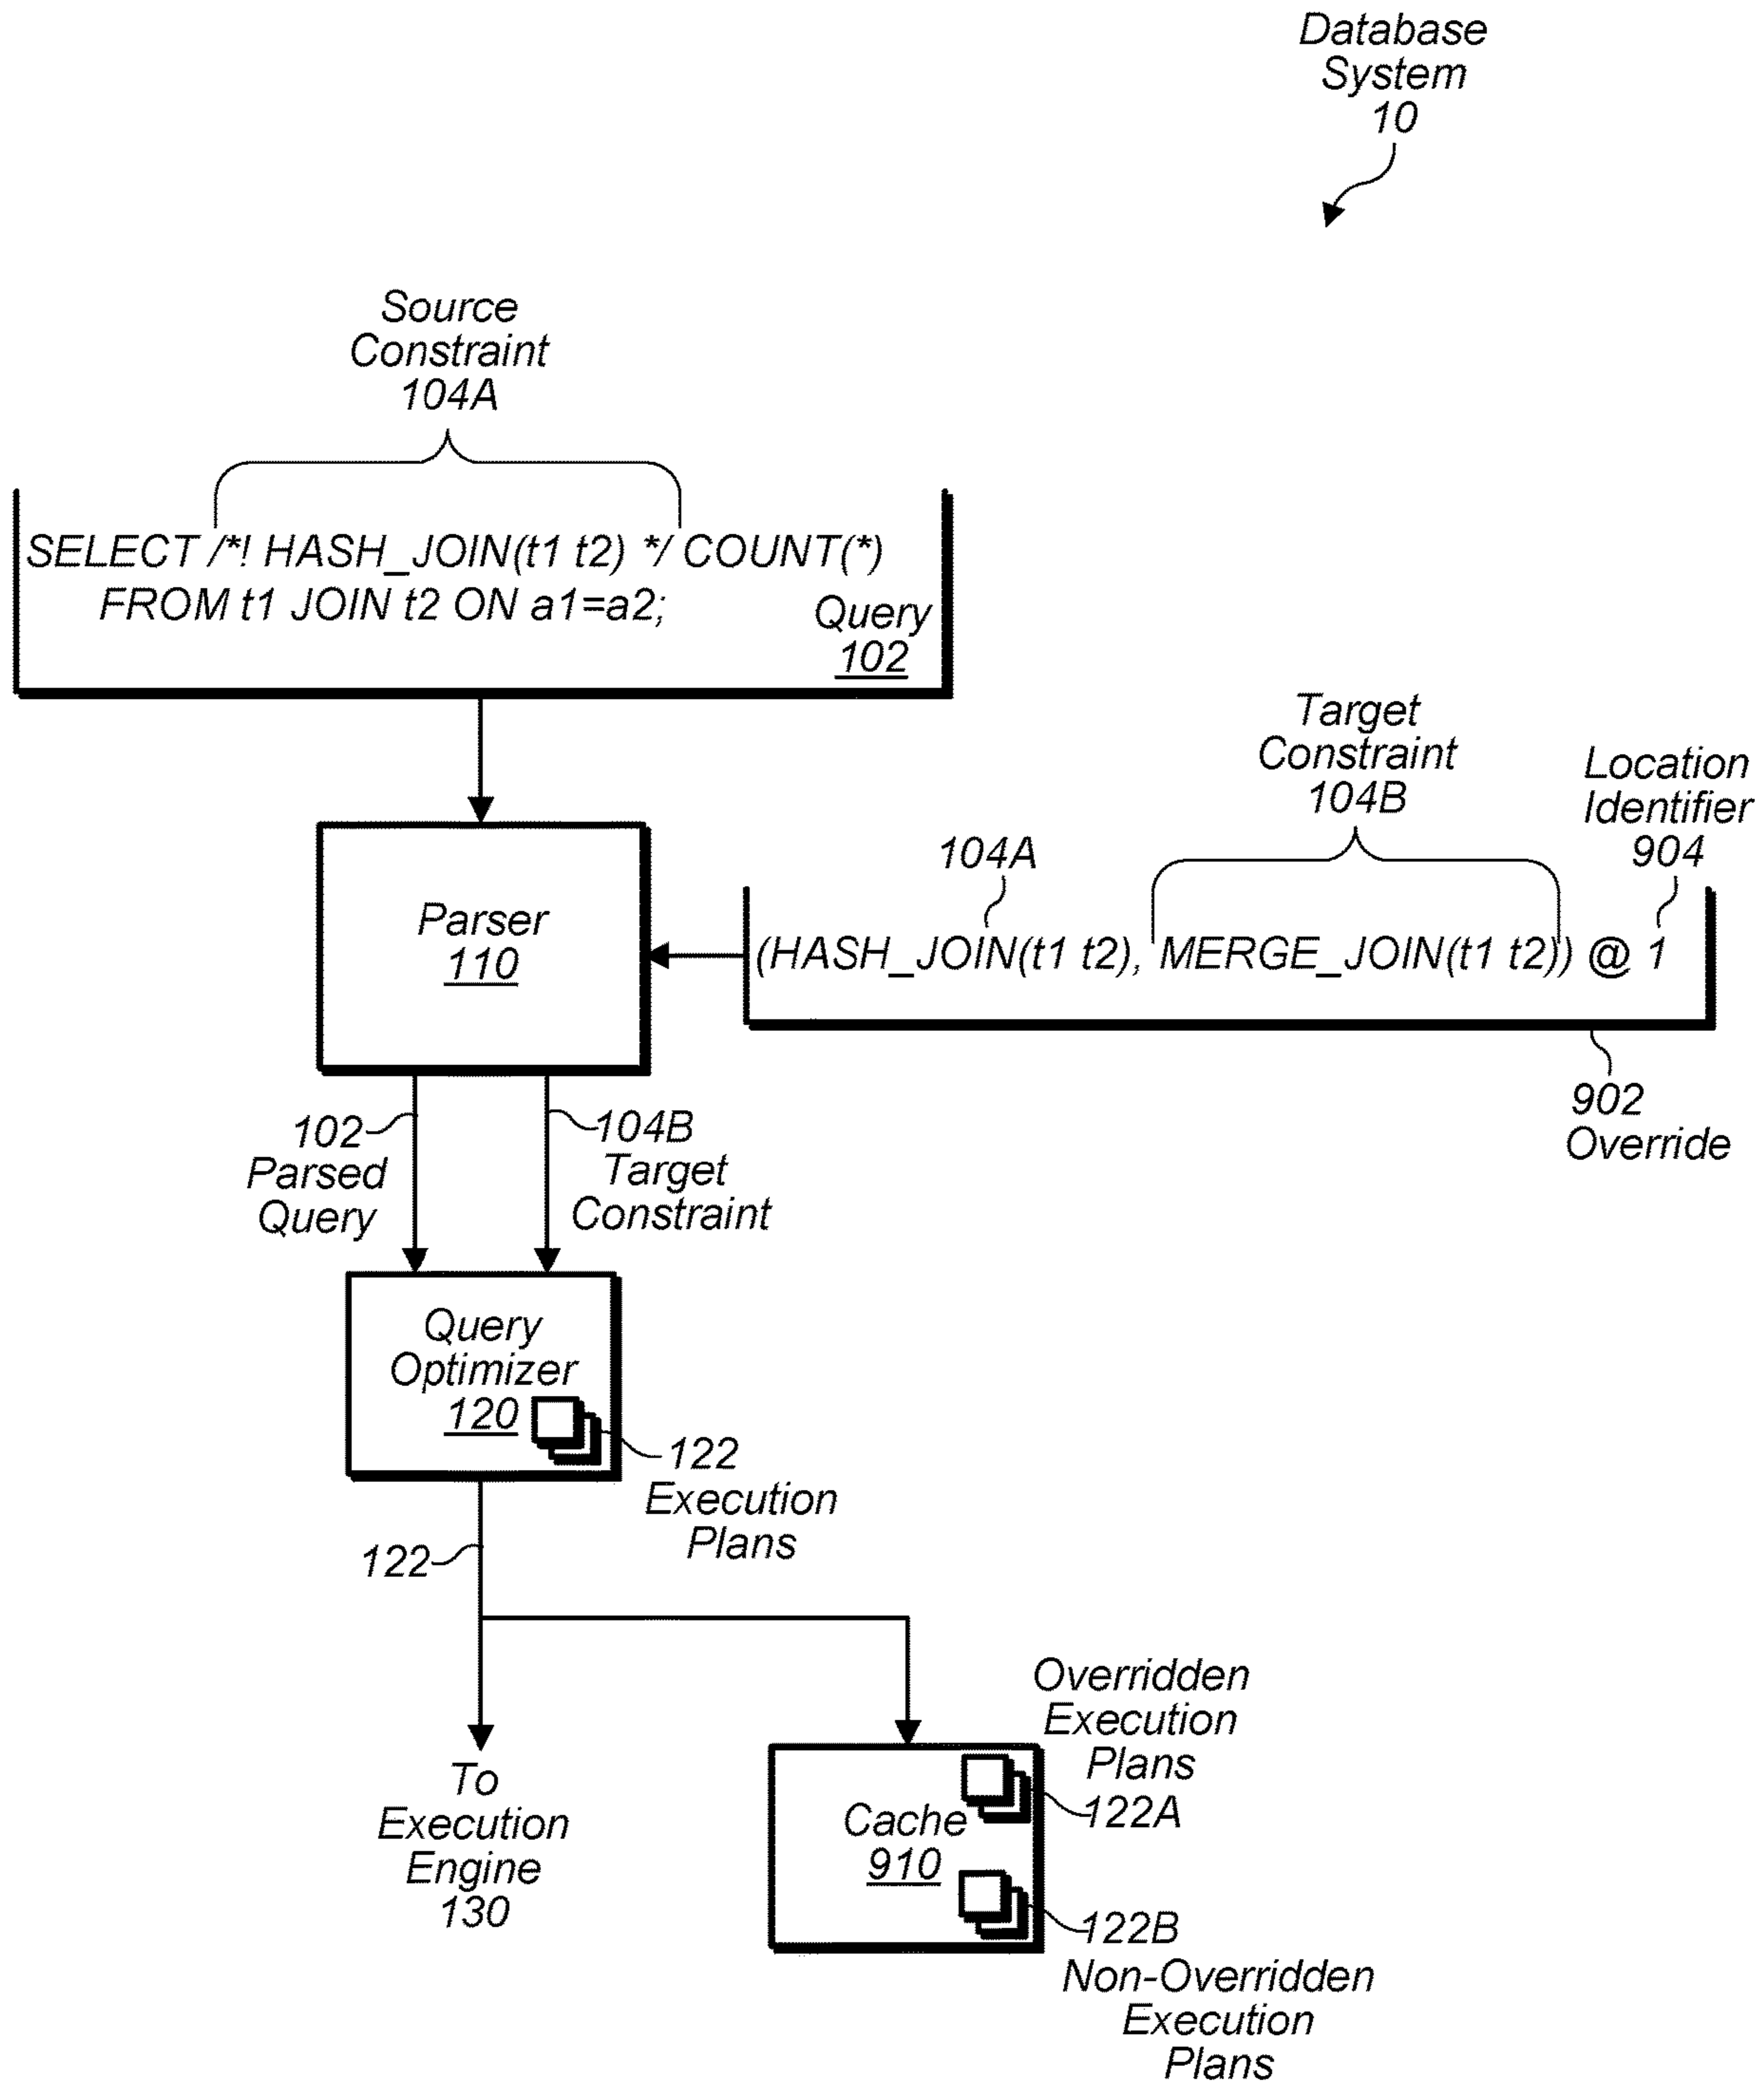 Database
System
10
Source
Constraint
104A
SELECT /*! HASH_JOIN(t1 t2) */ COUNT(*)
FROM t1 JOIN t2 ON a1=a2;
Query
102
Target
Constraint
104B
Location
Identifier
904
104A
(HASH_JOIN(t1 t2), MERGE_JOIN(t1 t2)) @ 1
Parser
110
902
Override
102
Parsed
Query
104B
Target
Constraint
Query
Optimizer
120
122
Execution
Plans
122
To
Execution
Engine
130
Overridden
Execution
Plans
122A
Cache
910
122B
Non-Overridden
Execution
Plans